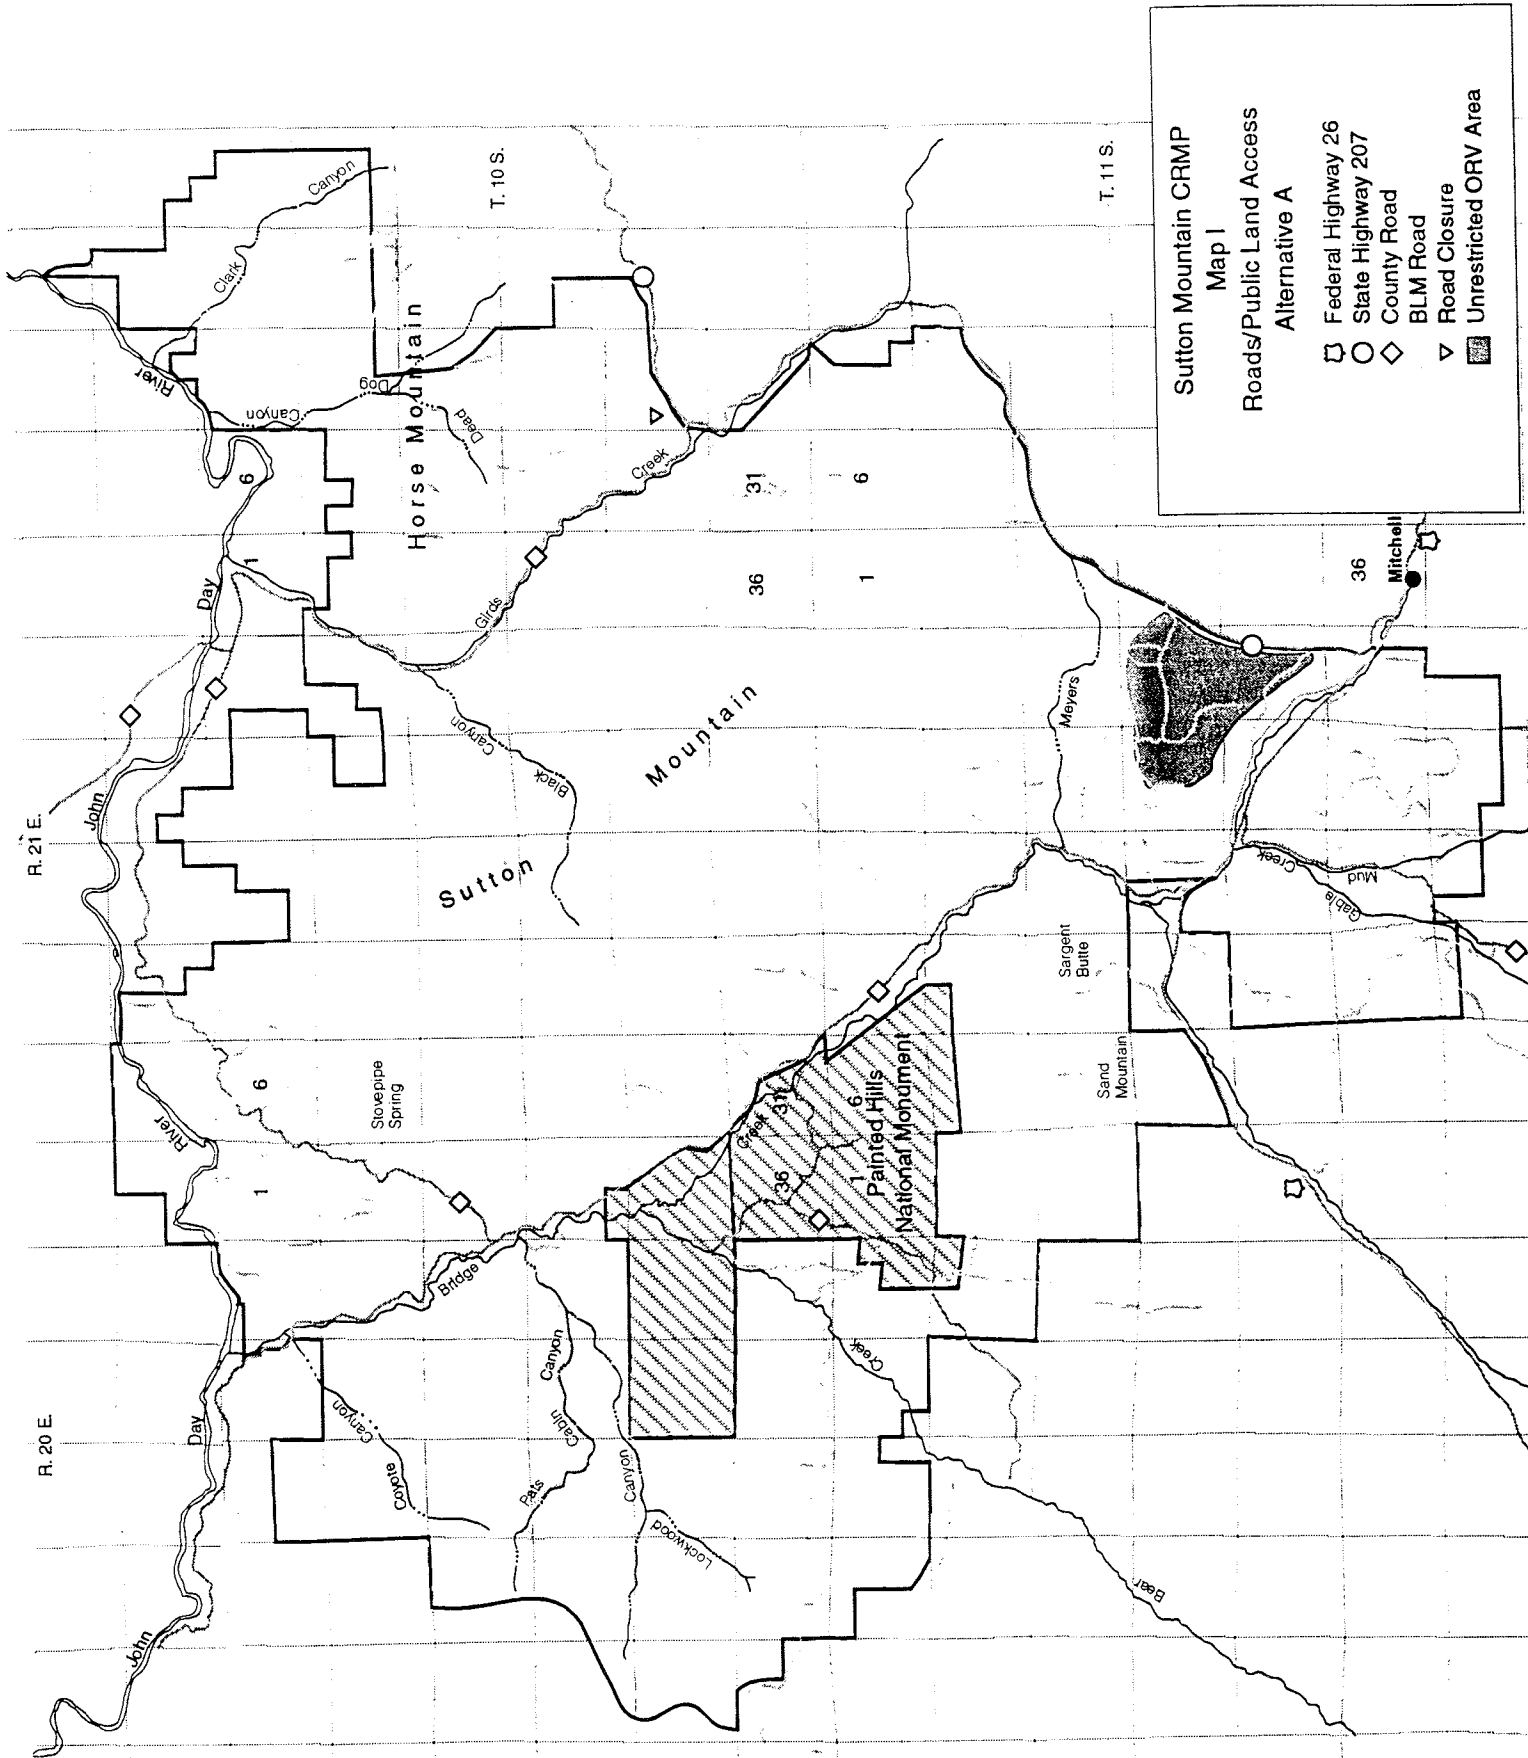 R. 20 E.
R. 21 E.
John
Day
River
John
Day
River
Clark
Canyon
T. 10 S.
Horse Mountain
Canyon
Dog
Dead
6
1
Girds
Creek
31
6
36
1
Canyon
Black
Sutton
Mountain
Meyers
T. 11 S.
Stovepipe
Spring
6
1
Bridge
Creek
31
36
6
1
Painted Hills
National Monument
Canyon
Coyote
Pats
Cabin
Canyon
Canyon
Lockwood
Creek
Bear
Sargent
Butte
Sand
Mountain
Creek
Mud
Gable
36
Mitchell
Sutton Mountain CRMP
Map I
Roads/Public Land Access
Alternative A
Federal Highway 26
State Highway 207
County Road
BLM Road
Road Closure
Unrestricted ORV Area